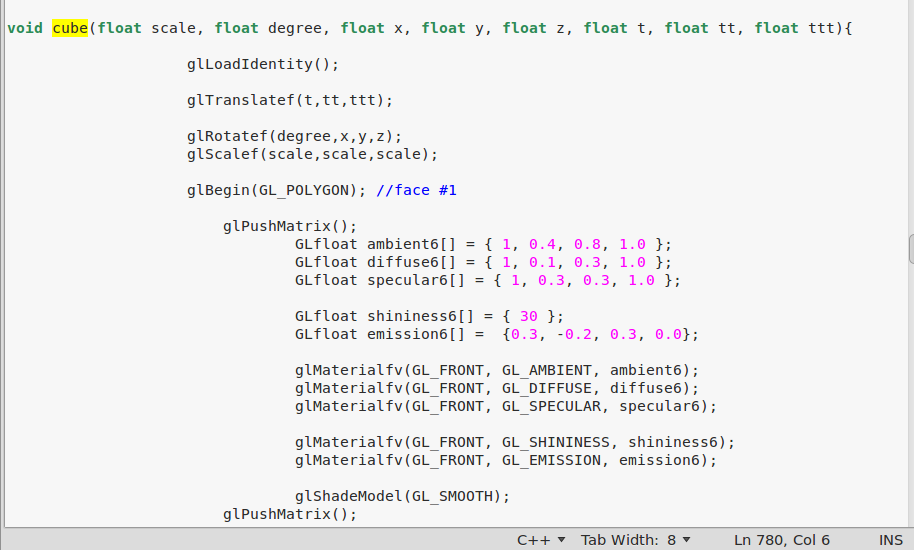 void cube(float scale, float degree, float x, float y, float z, float t, float tt, float ttt){
glLoadIdentity();
glTranslatef(t,tt,ttt);
glRotatef(degree,x,y,z);
glScalef(scale,scale,scale);
glBegin(GL_POLYGON); //face #1
glPushMatrix();
GLfloat ambient6[] = { 1, 0.4, 0.8, 1.0 };
GLfloat diffuse6[] = { 1, 0.1, 0.3, 1.0 };
GLfloat specular6[] = { 1, 0.3, 0.3, 1.0 };
GLfloat shininess6[] = { 30 };
GLfloat emission6[] =  {0.3, -0.2, 0.3, 0.0};
glMaterialfv(GL_FRONT, GL_AMBIENT, ambient6);
glMaterialfv(GL_FRONT, GL_DIFFUSE, diffuse6);
glMaterialfv(GL_FRONT, GL_SPECULAR, specular6);
glMaterialfv(GL_FRONT, GL_SHININESS, shininess6);
glMaterialfv(GL_FRONT, GL_EMISSION, emission6);
glShadeModel(GL_SMOOTH);
glPushMatrix();
C++ Tab Width: 8 Ln 780, Col 6 INS